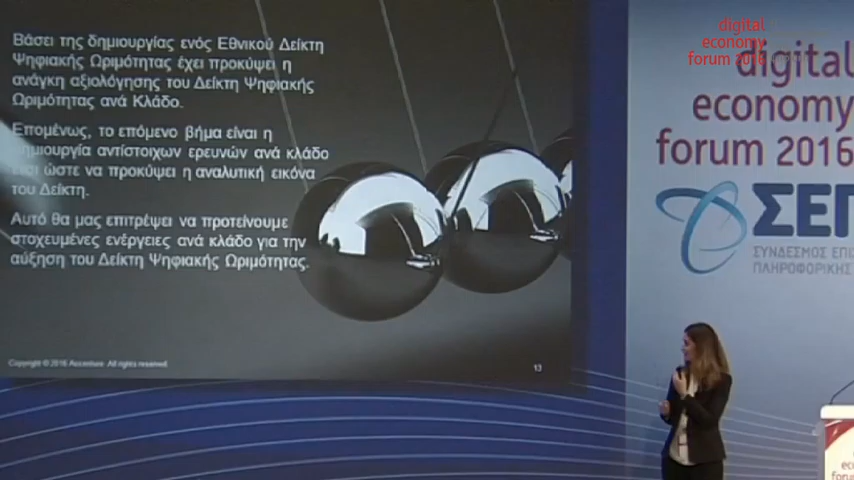 Βάσει της δημιουργίας ενός Εθνικού Δείκτη
Ψηφιακής Ωριμότητας έχει προκύψει η
ανάγκη αξιολόγησης του Δείκτη Ψηφιακής
Ωριμότητας ανά Κλάδο.
Επομένως, το επόμενο βήμα είναι η
δημιουργία αντίστοιχων ερευνών ανά κλάδο
έτσι ώστε να προκύψει η αναλυτική εικόνα
του Δείκτη.
Αυτό θα μας επιτρέψει να προτείνουμε
στοχευμένες ενέργειες ανά κλάδο για την
αύξηση του Δείκτη Ψηφιακής Ωριμότητας.
Copyright © 2016 Accenture All rights reserved.
13
digital
economy
forum 2016
digital
economy
forum 2016
ΣΕΠ
ΣΥΝΔΕΣΜΟΣ ΕΠΙ
ΠΛΗΡΟΦΟΡΙΚΗΣ